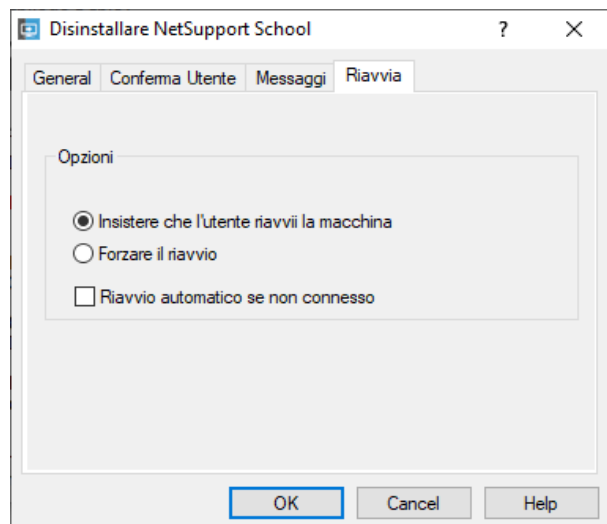 Disinstallare NetSupport School ?
General Conferma Utente Messaggi Riavvia
Opzioni
Insistere che l'utente riavvii la macchina
Forzare il riavvio
Riavvio automatico se non connesso
OK Cancel Help